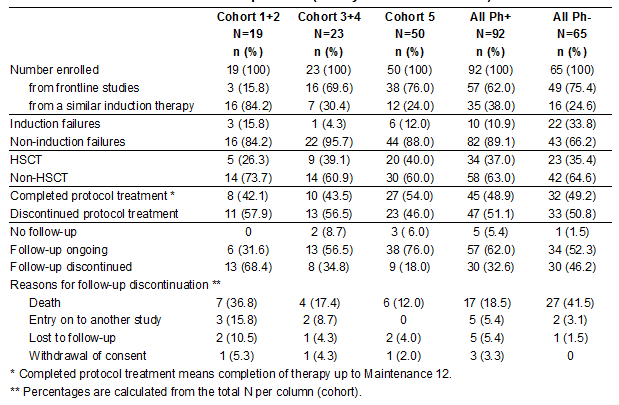 Cohort 1+2 Cohort 3+4 Cohort 5 All Ph+ All Ph-
N=19 N=23 N=50 N=92 N=65
n (%) n (%) n (%) n (%) n (%)
Number enrolled 19 (100) 23 (100) 50 (100) 92 (100) 65 (100)
from frontline studies 3 (15.8) 16 (69.6) 38 (76.0) 57 (62.0) 49 (75.4)
from a similar induction therapy 16 (84.2) 7 (30.4) 12 (24.0) 35 (38.0) 16 (24.6)
Induction failures 3 (15.8) 1 (4.3) 6 (12.0) 10 (10.9) 22 (33.8)
Non-induction failures 16 (84.2) 22 (95.7) 44 (88.0) 82 (89.1) 43 (66.2)
HSCT 5 (26.3) 9 (39.1) 20 (40.0) 34 (37.0) 23 (35.4)
Non-HSCT 14 (73.7) 14 (60.9) 30 (60.0) 58 (63.0) 42 (64.6)
Completed protocol treatment * 8 (42.1) 10 (43.5) 27 (54.0) 45 (48.9) 32 (49.2)
Discontinued protocol treatment 11 (57.9) 13 (56.5) 23 (46.0) 47 (51.1) 33 (50.8)
No follow-up 0 2 (8.7) 3 (6.0) 5 (5.4) 1 (1.5)
Follow-up ongoing 6 (31.6) 13 (56.5) 38 (76.0) 57 (62.0) 34 (52.3)
Follow-up discontinued 13 (68.4) 8 (34.8) 9 (18.0) 30 (32.6) 30 (46.2)
Reasons for follow-up discontinuation **
Death 7 (36.8) 4 (17.4) 6 (12.0) 17 (18.5) 27 (41.5)
Entry on to another study 3 (15.8) 2 (8.7) 0 5 (5.4) 2 (3.1)
Lost to follow-up 2 (10.5) 1 (4.3) 2 (4.0) 5 (5.4) 1 (1.5)
Withdrawal of consent 1 (5.3) 1 (4.3) 1 (2.0) 3 (3.3) 0
* Completed protocol treatment means completion of therapy up to Maintenance 12.
** Percentages are calculated from the total N per column (cohort).